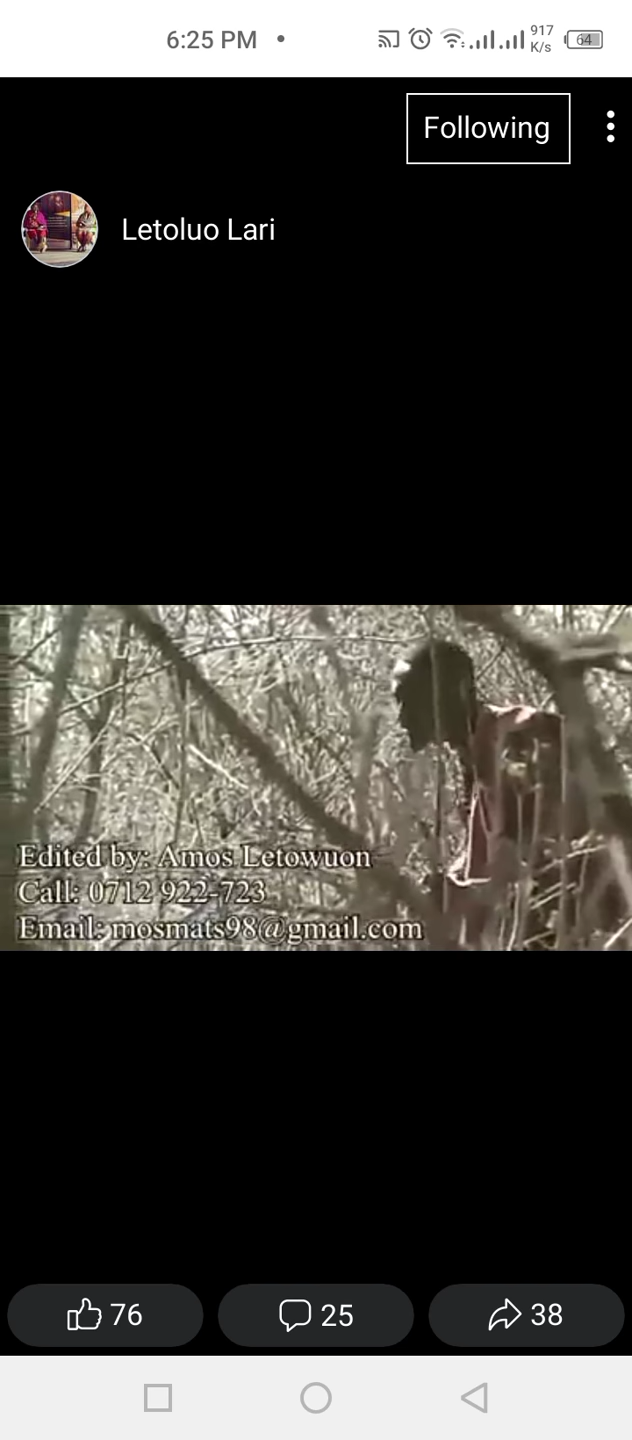 6:25 PM
917
K/s
64
Following
Letoluo Lari
Edited by: Amos Letowuon
Call: 0712 922-723
Email: mosmats98@gmail.com
76
25
38